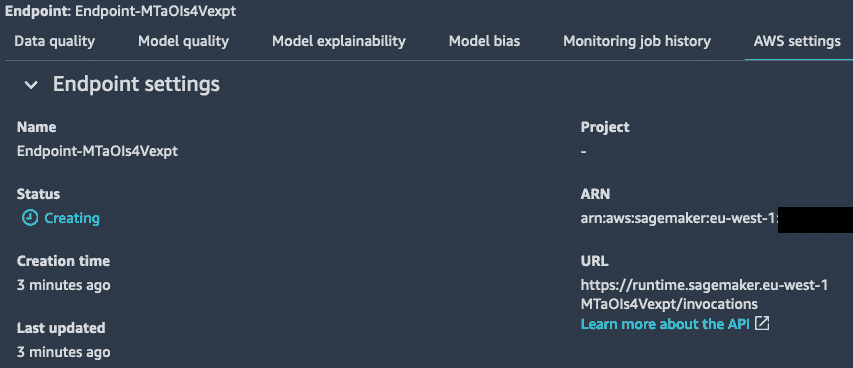 Endpoint: Endpoint-MTaOIs4Vexpt
Data quality Model quality Model explainability Model bias Monitoring job history AWS settings
Endpoint settings
Name
Endpoint-MTaOIs4Vexpt
Status
Creating
Creation time
3 minutes ago
Last updated
3 minutes ago
Project
-
ARN
arn:aws:sagemaker:eu-west-1:
URL
https://runtime.sagemaker.eu-west-1
MTaOIs4Vexpt/invocations
Learn more about the API